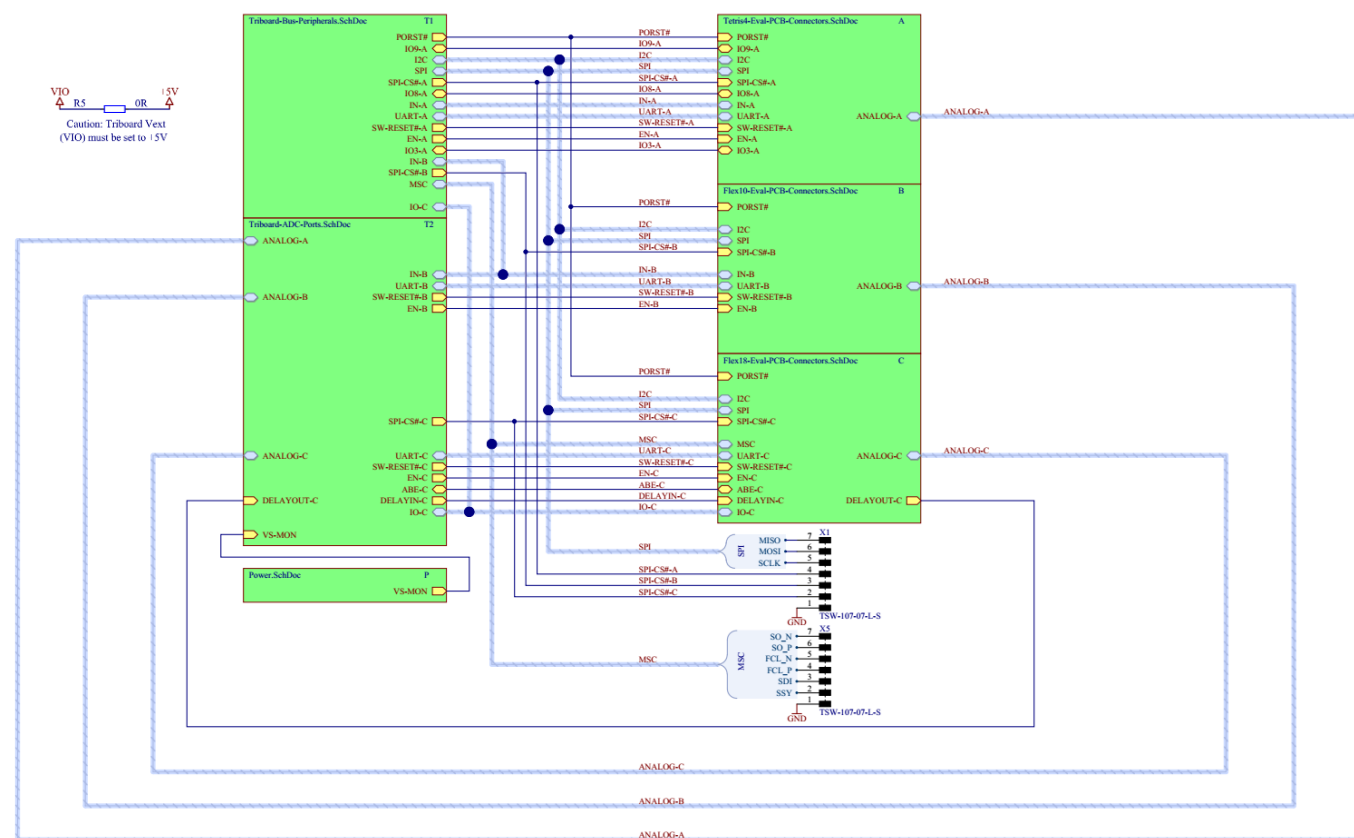 Triboard-Bus-Peripherals.SchDoc T1
PORST#
IO9-A
I2C
SPI
SPI-CS#-A
IO8-A
IN-A
UART-A
SW-RESET#-A
EN-A
IO3-A
IN-B
SPI-CS#-B
MSC
IO-C
PORST#
IO9-A
I2C
SPI
SPI-CS#-A
IO8-A
IN-A
UART-A
SW-RESET#-A
EN-A
IO3-A
Tetris4-Eval-PCB-Connectors.SchDoc A
PORST#
IO9-A
I2C
SPI
SPI-CS#-A
IO8-A
IN-A
UART-A
SW-RESET#-A
EN-A
IO3-A
ANALOG-A
ANALOG-A
VIO +5V
R5 0R
Caution: Triboard Vext
(VIO) must be set to +5V
Triboard-ADC-Ports.SchDoc T2
ANALOG-A
ANALOG-B
ANALOG-C
DELAYOUT-C
VS-MON
IN-B
UART-B
SW-RESET#-B
EN-B
SPI-CS#-C
UART-C
SW-RESET#-C
EN-C
ABE-C
DELAYIN-C
IO-C
PORST#
I2C
SPI
SPI-CS#-B
IN-B
UART-B
SW-RESET#-B
EN-B
Flex10-Eval-PCB-Connectors.SchDoc B
PORST#
I2C
SPI
SPI-CS#-B
IN-B
UART-B
SW-RESET#-B
EN-B
ANALOG-B
ANALOG-B
PORST#
I2C
SPI
SPI-CS#-C
MSC
UART-C
SW-RESET#-C
EN-C
ABE-C
DELAYIN-C
IO-C
Flex18-Eval-PCB-Connectors.SchDoc C
PORST#
I2C
SPI
SPI-CS#-C
MSC
UART-C
SW-RESET#-C
EN-C
ABE-C
DELAYIN-C
IO-C
ANALOG-C
DELAYOUT-C
ANALOG-C
Power.SchDoc P
VS-MON
SPI
SPI-CS#-A
SPI-CS#-B
SPI-CS#-C
SPI
X1
MISO 7
MOSI 6
SCLK 5
4
3
2
1
GND
TSW-107-07-L-S
MSC
MSC
X5
SO_N 7
SO_P 6
FCL_N 5
FCL_P 4
SDI 3
SSY 2
1
GND
TSW-107-07-L-S
ANALOG-C
ANALOG-B
ANALOG-A